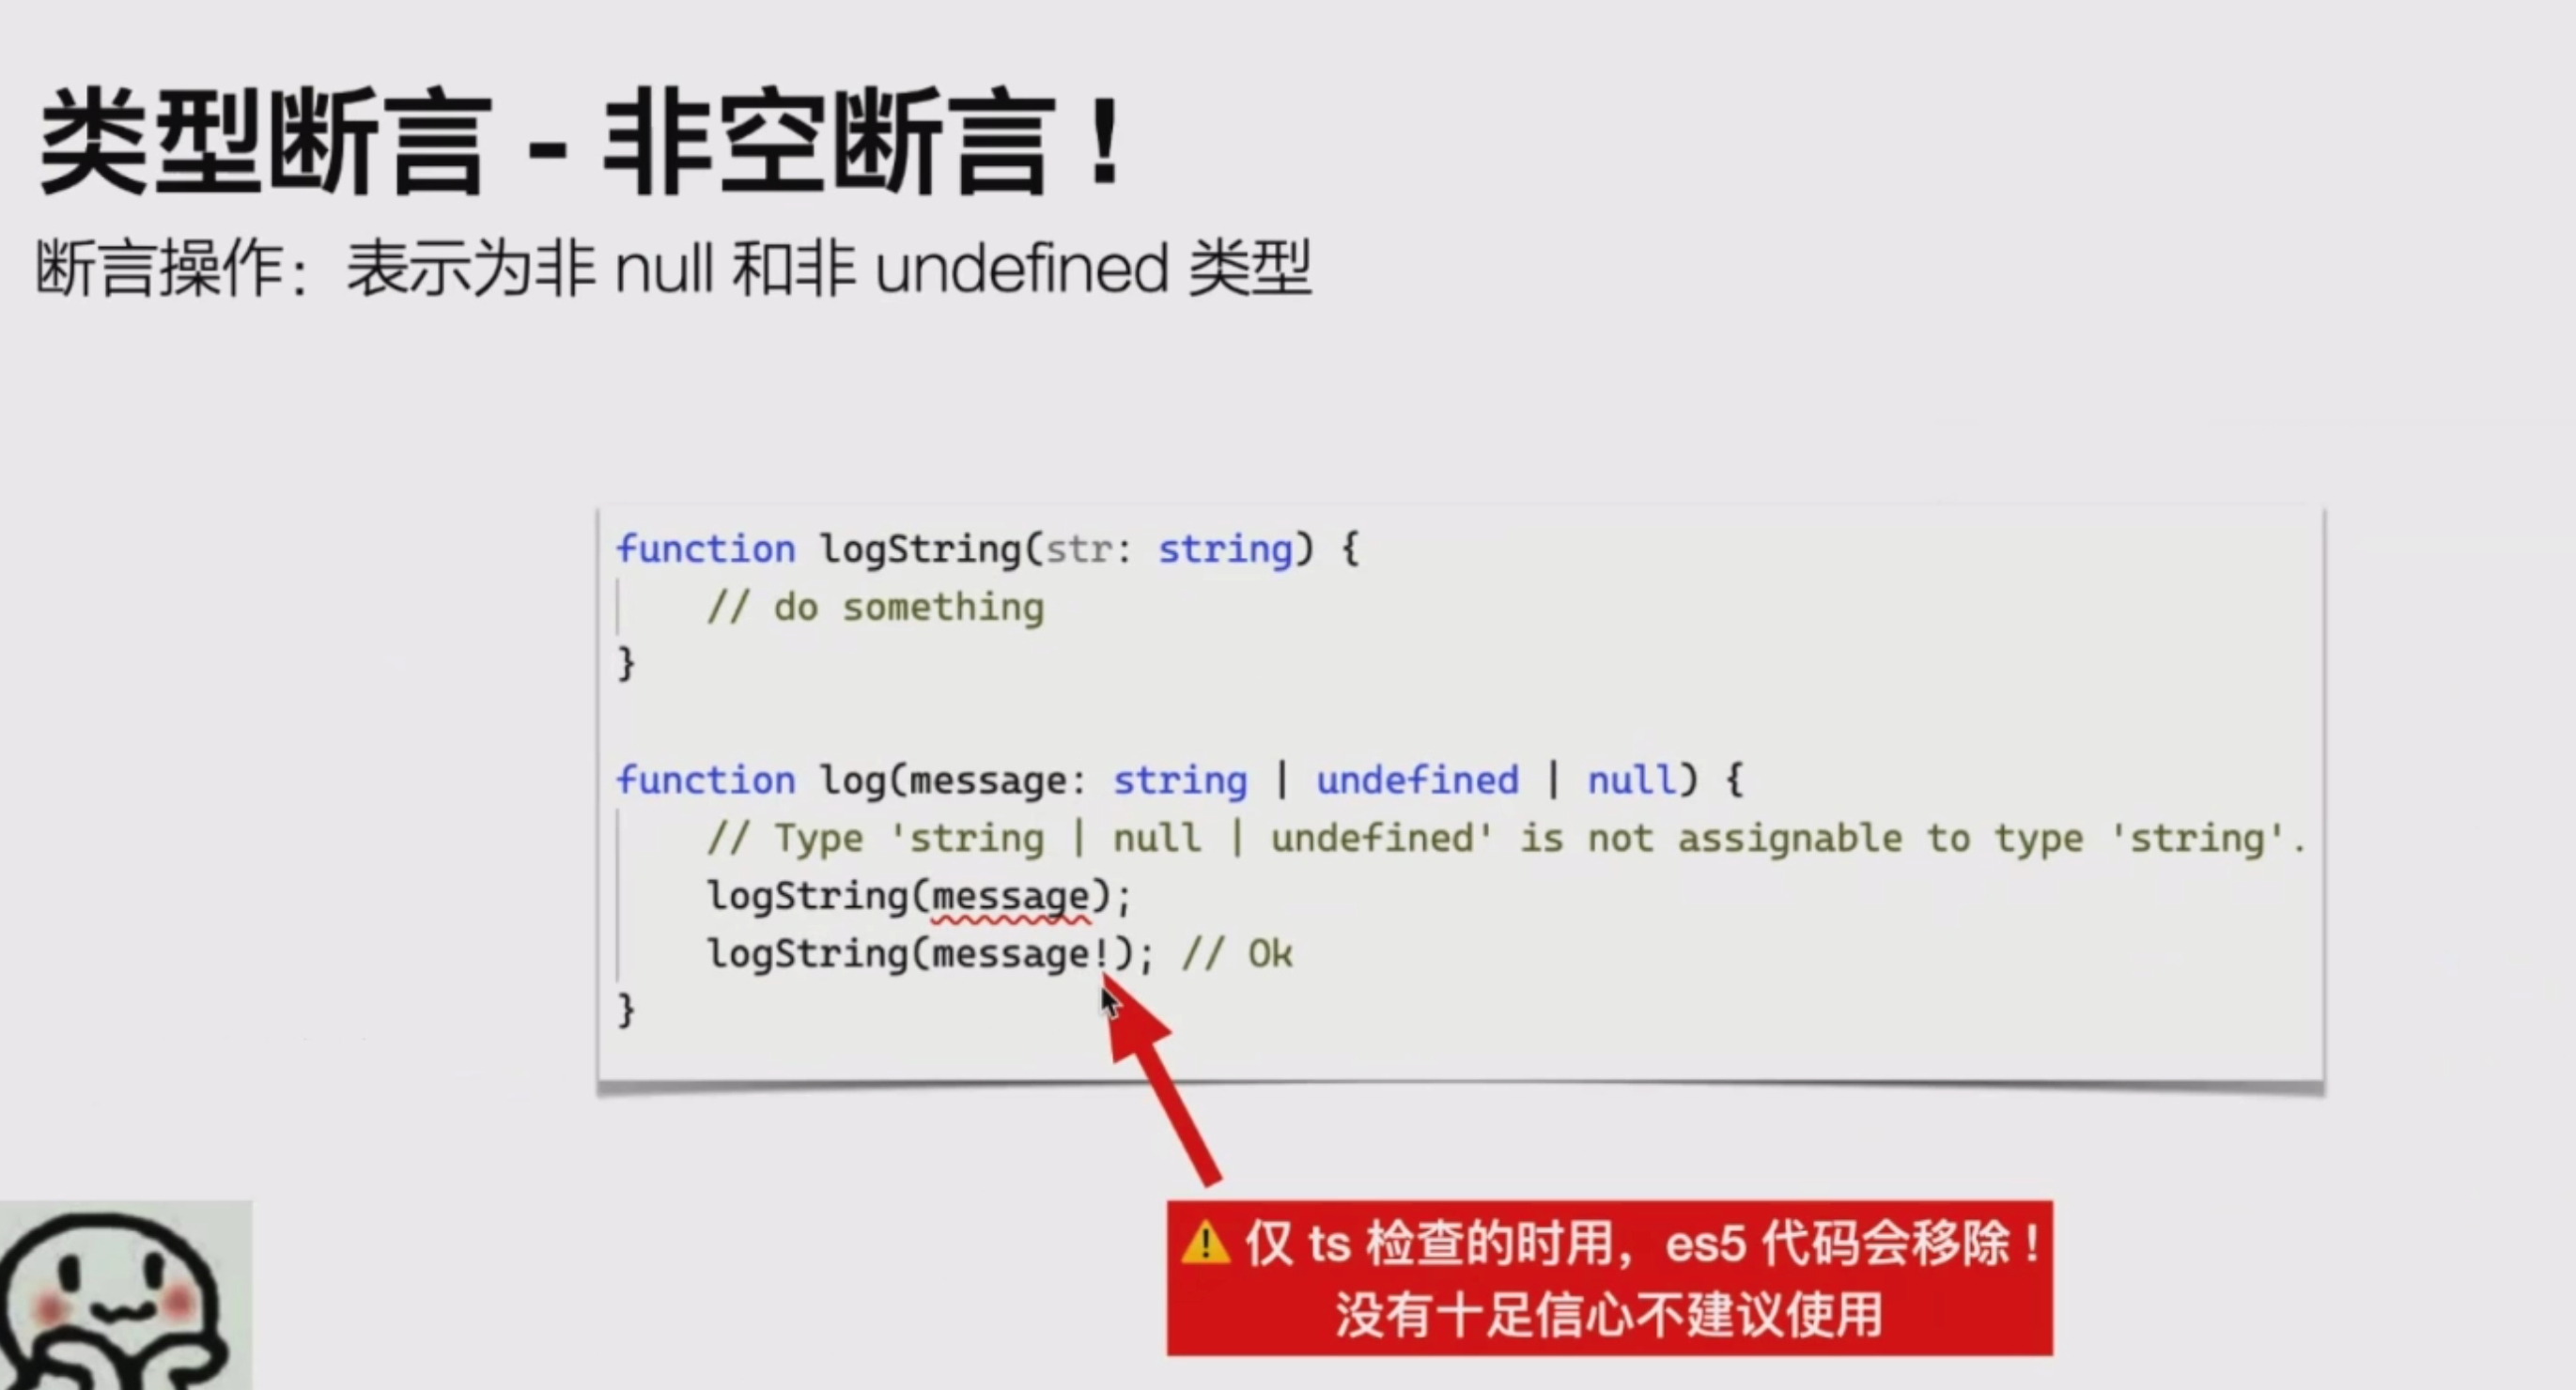 类型断言 - 非空断言！
断言操作：表示为非 null 和非 undefined 类型
function logString(str: string) {
// do something
}
function log(message: string | undefined | null) {
// Type 'string | null | undefined' is not assignable to type 'string'.
logString(message);
logString(message!); // Ok
}
⚠️ 仅 ts 检查的时用，es5 代码会移除！
没有十足信心不建议使用